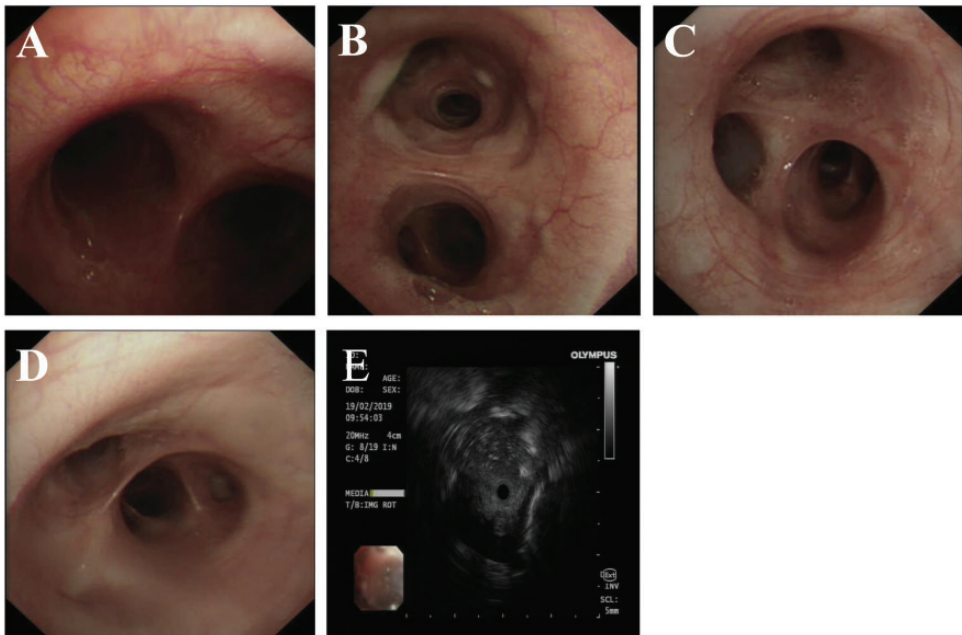 A
B
C
D
E
OLYMPUS
AGE:
DOB: SEX:
19/02/2019
09:54:03
20MHz 4cm
G: 8/19 I:N
C:4/8
MEDIA
T/B:IMG ROT
Ext
INV
SCL:
5mm